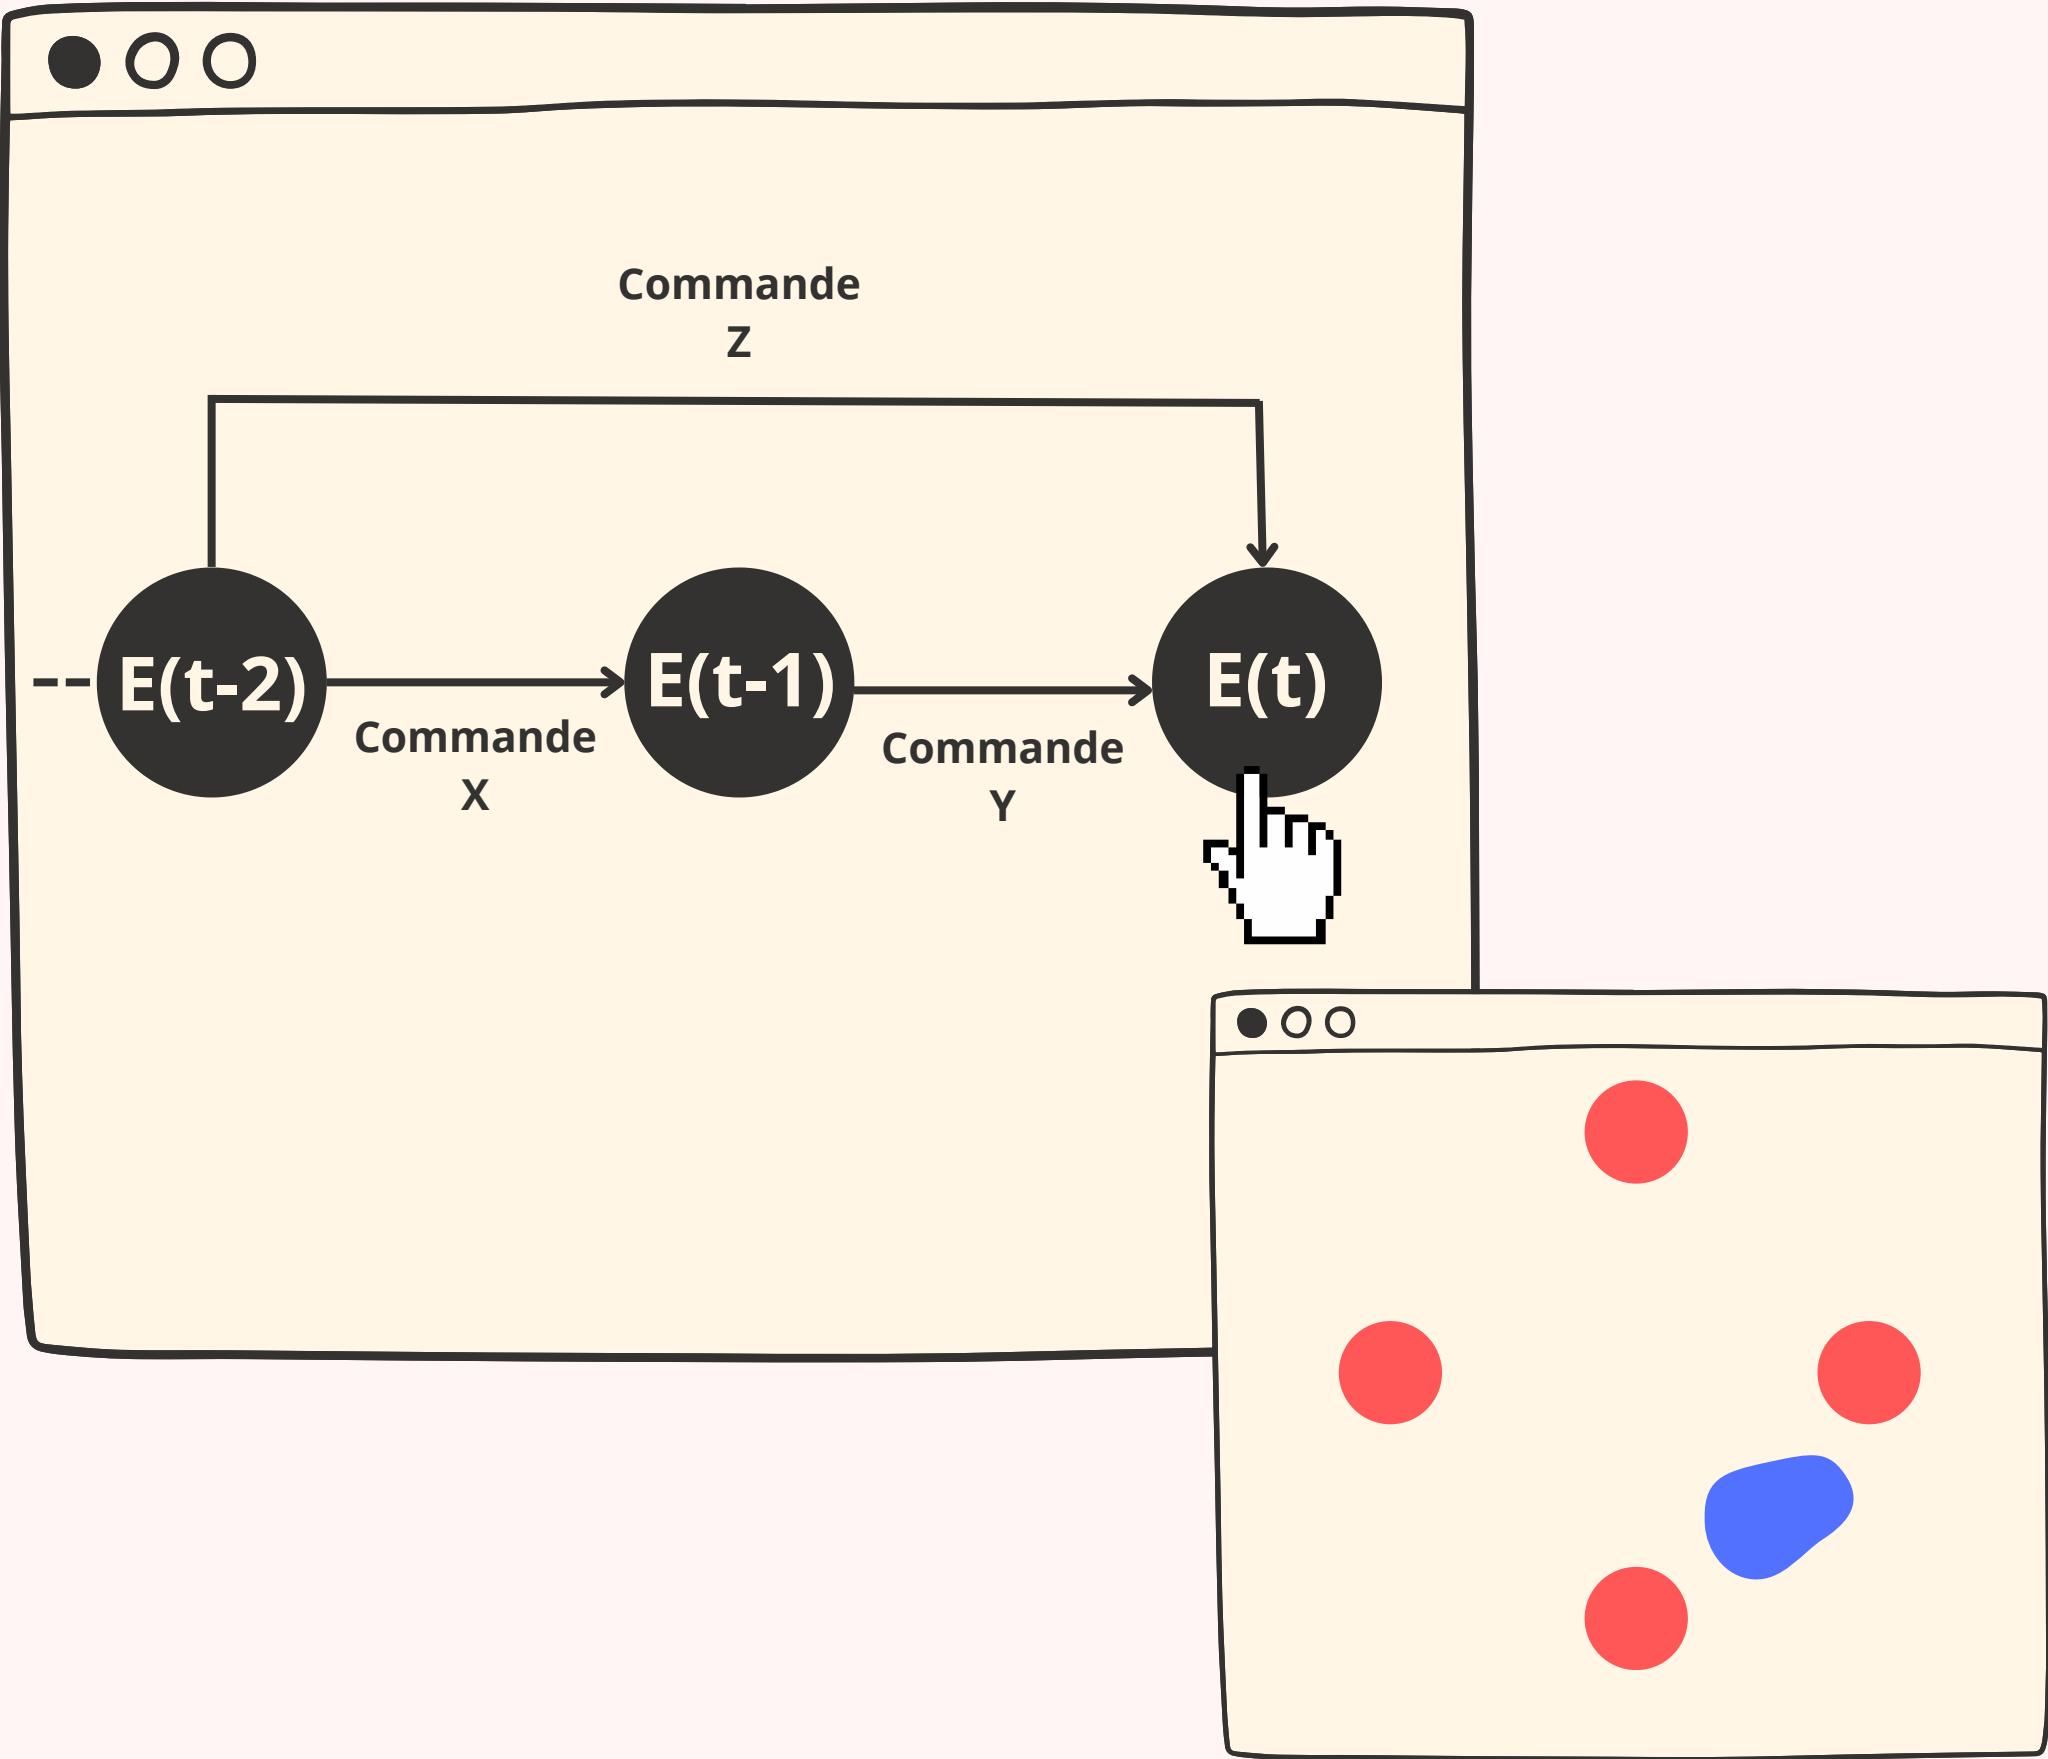 Commande
Z
E(t-2)
E(t-1)
E(t)
Commande
X
Commande
Y